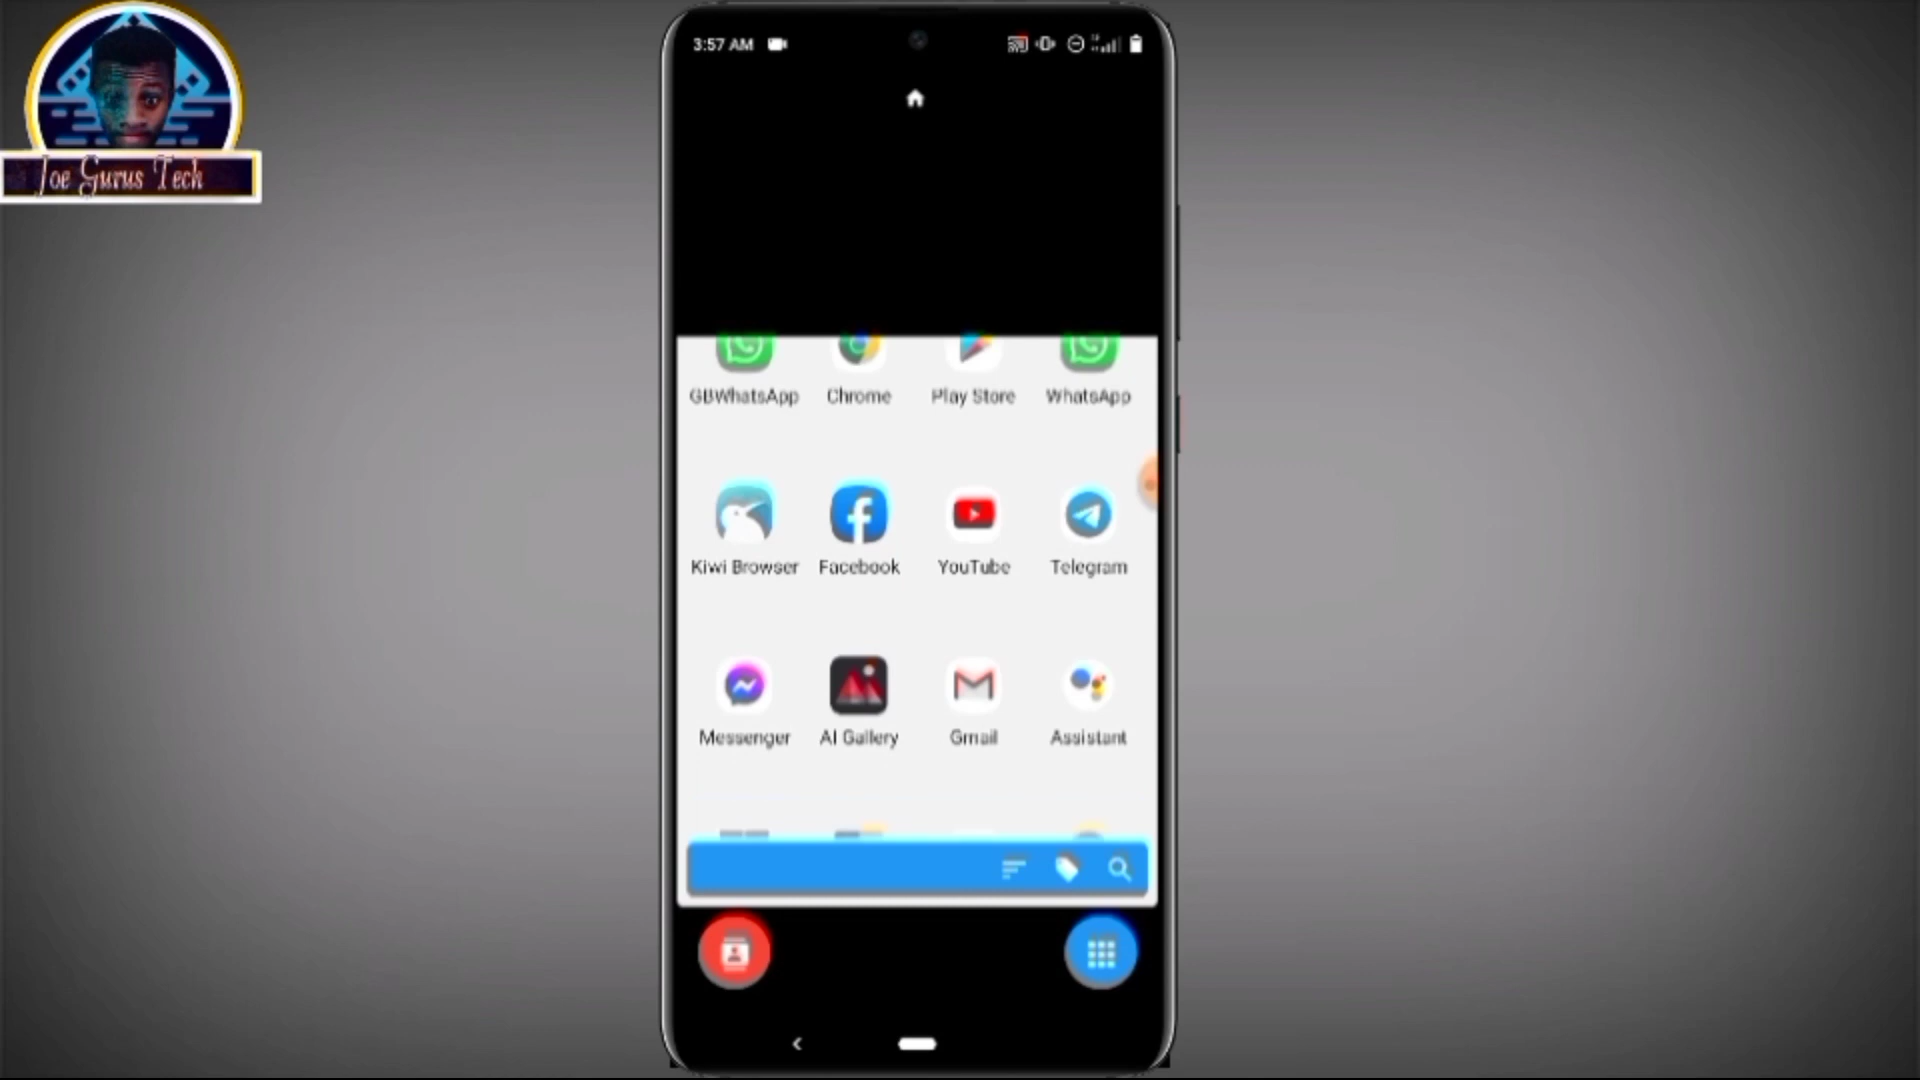 Joe Gurus Tech
3:57 AM
GBWhatsApp Chrome Play Store WhatsApp
Kiwi Browser Facebook YouTube Telegram
Messenger AI Gallery Gmail Assistant